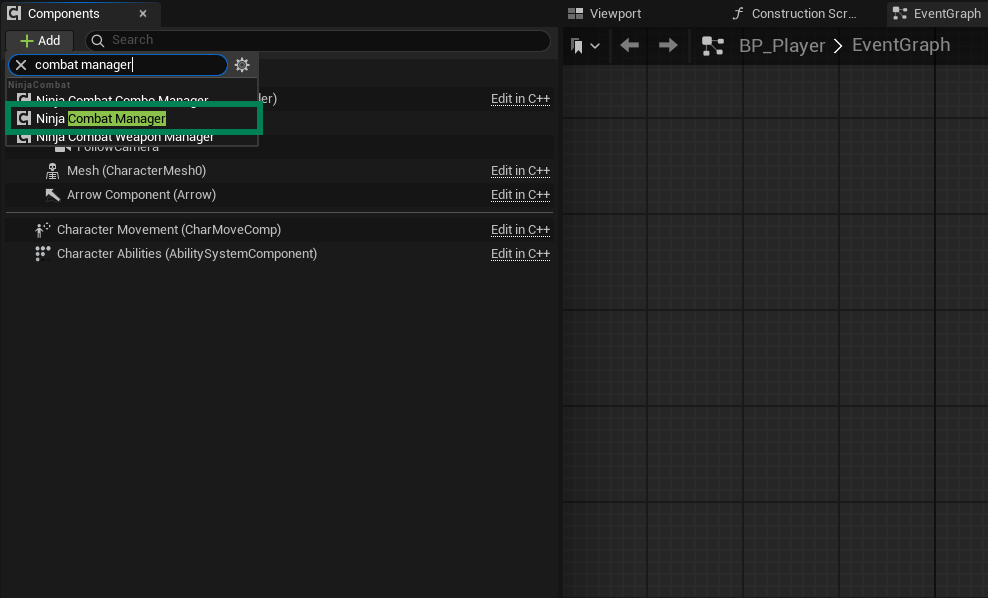 Components
Viewport
Construction Scr...
EventGraph
Add
Search
BP_Player
EventGraph
combat manager
NinjaCombat
Ninja Combat Combo Manager
ler)
Edit in C++
Ninja Combat Manager
Ninja Combat Weapon Manager
FollowCamera
Mesh (CharacterMesh0)
Edit in C++
Arrow Component (Arrow)
Edit in C++
Character Movement (CharMoveComp)
Edit in C++
Character Abilities (AbilitySystemComponent)
Edit in C++